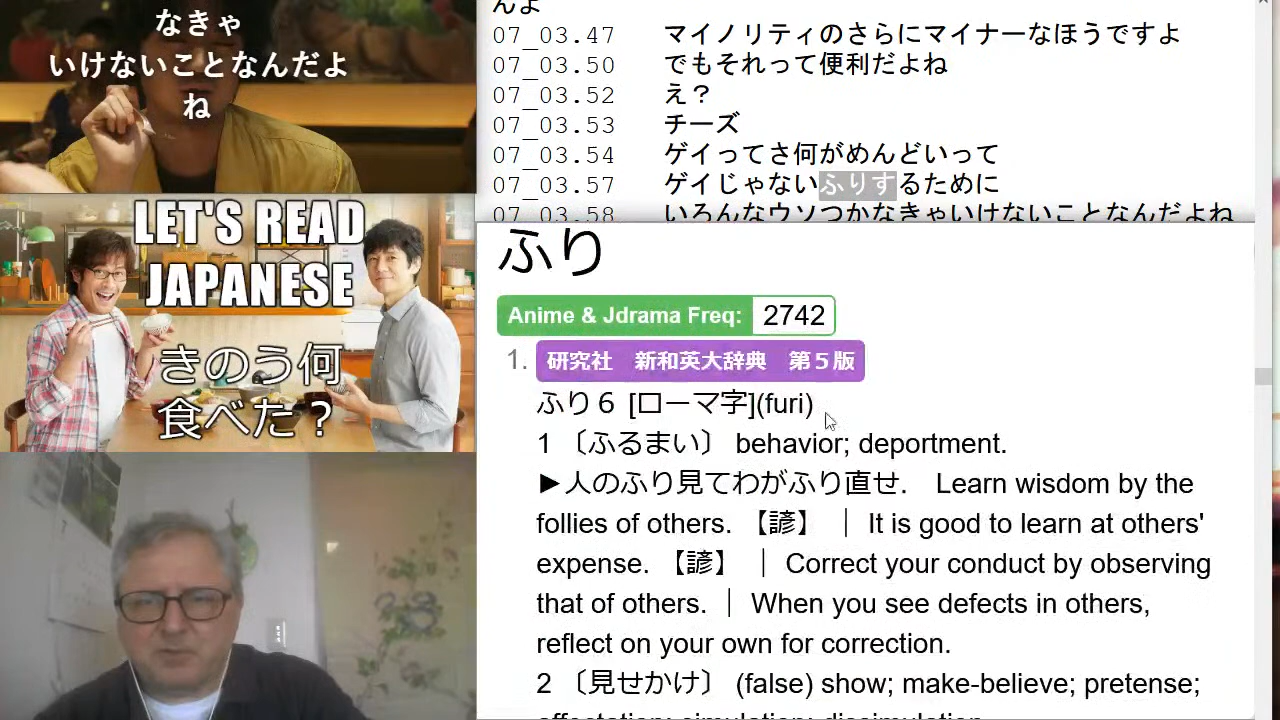 なきゃ
いけないことなんだよ
ね
LET'S READ
JAPANESE
きのう何
食べた？
んよ
07_03.47 マイノリティのさらにマイナーなほうですよ
07_03.50 でもそれって便利だよね
07_03.52 え？
07_03.53 チーズ
07_03.54 ゲイってさ何がめんどいって
07_03.57 ゲイじゃないふりするために
07_03.58 いろんなウソつかなきゃいけないことなんだよね
ふり
Anime & Jdrama Freq: 2742
1. 研究社 新和英大辞典 第５版
ふり６ [ローマ字](furi)
1 〔ふるまい〕 behavior; deportment.
►人のふり見てわがふり直せ. Learn wisdom by the
follies of others. 【諺】 ｜ It is good to learn at others'
expense. 【諺】 ｜ Correct your conduct by observing
that of others. ｜ When you see defects in others,
reflect on your own for correction.
2 〔見せかけ〕 (false) show; make-believe; pretense;
affectation; simulation; dissimulation.